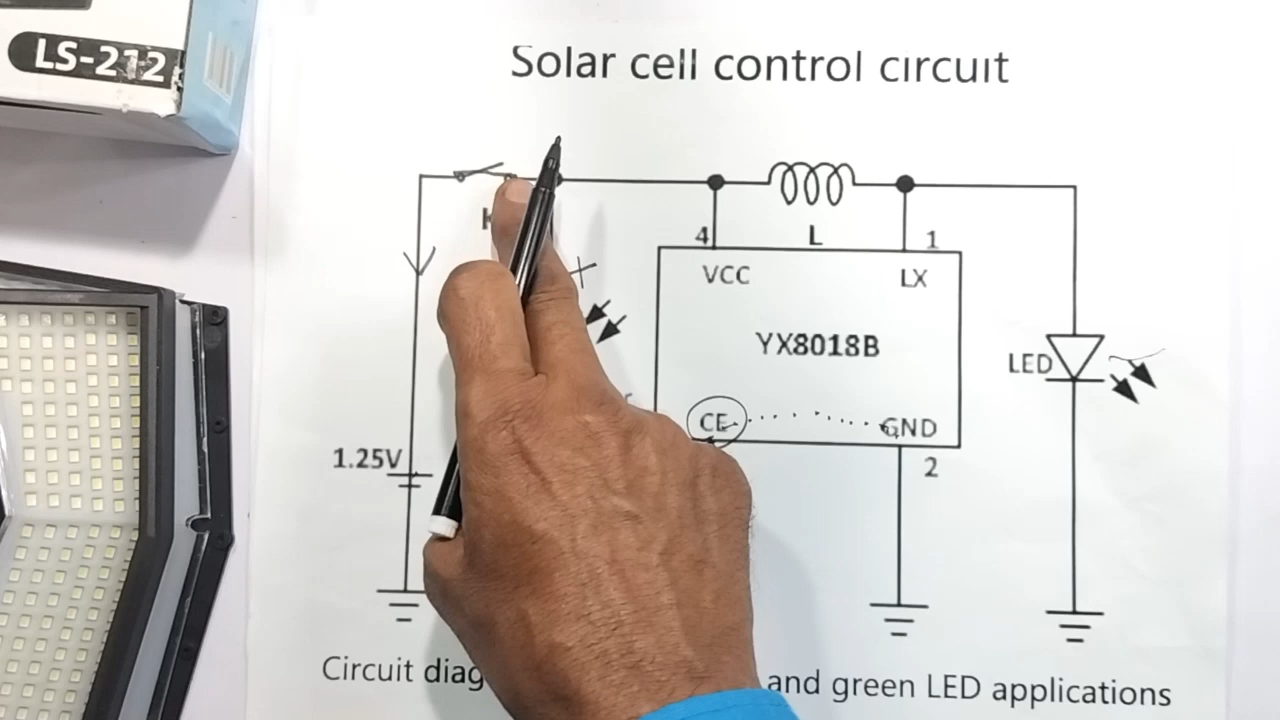 LS-212
Solar cell control circuit
K
4
L
1
VCC
LX
YX8018B
LED
CE
GND
1.25V
2
Circuit diag
and green LED applications